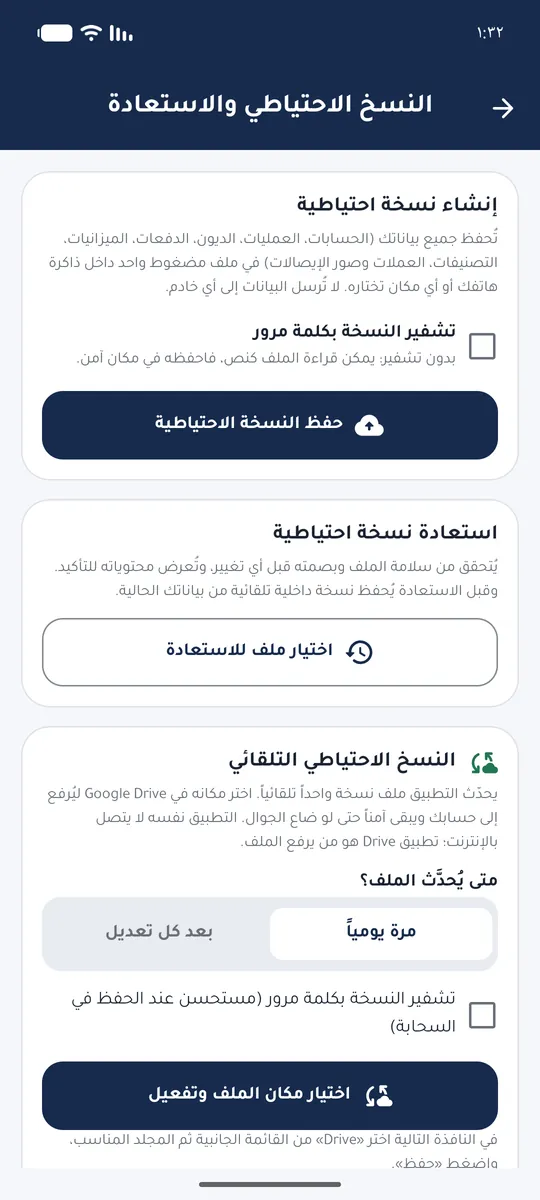 ١:٣٢
النسخ الاحتياطي والاستعادة
إنشاء نسخة احتياطية
تُحفظ جميع بياناتك (الحسابات، العمليات، الديون، الدفعات، الميزانيات،
التصنيفات، العملات وصور الإيصالات) في ملف مضغوط واحد داخل ذاكرة
هاتفك أو أي مكان تختاره. لا تُرسل البيانات إلى أي خادم.
تشفير النسخة بكلمة مرور
بدون تشفير: يمكن قراءة الملف كنص، فاحفظه في مكان آمن.
حفظ النسخة الاحتياطية
استعادة نسخة احتياطية
يُتحقق من سلامة الملف وبصمته قبل أي تغيير، وتُعرض محتوياته للتأكيد.
وقبل الاستعادة يُحفظ نسخة داخلية تلقائية من بياناتك الحالية.
اختيار ملف للاستعادة
النسخ الاحتياطي التلقائي
يحدّث التطبيق ملف نسخة واحداً تلقائياً. اختر مكانه في Google Drive ليُرفع
إلى حسابك ويبقى آمناً حتى لو ضاع الجوال. التطبيق نفسه لا يتصل
بالإنترنت؛ تطبيق Drive هو من يرفع الملف.
متى يُحدَّث الملف؟
مرة يومياً
بعد كل تعديل
تشفير النسخة بكلمة مرور (مستحسن عند الحفظ في
السحابة)
اختيار مكان الملف وتفعيل
في النافذة التالية اختر «Drive» من القائمة الجانبية ثم المجلد المناسب،
واضغط «حفظ».